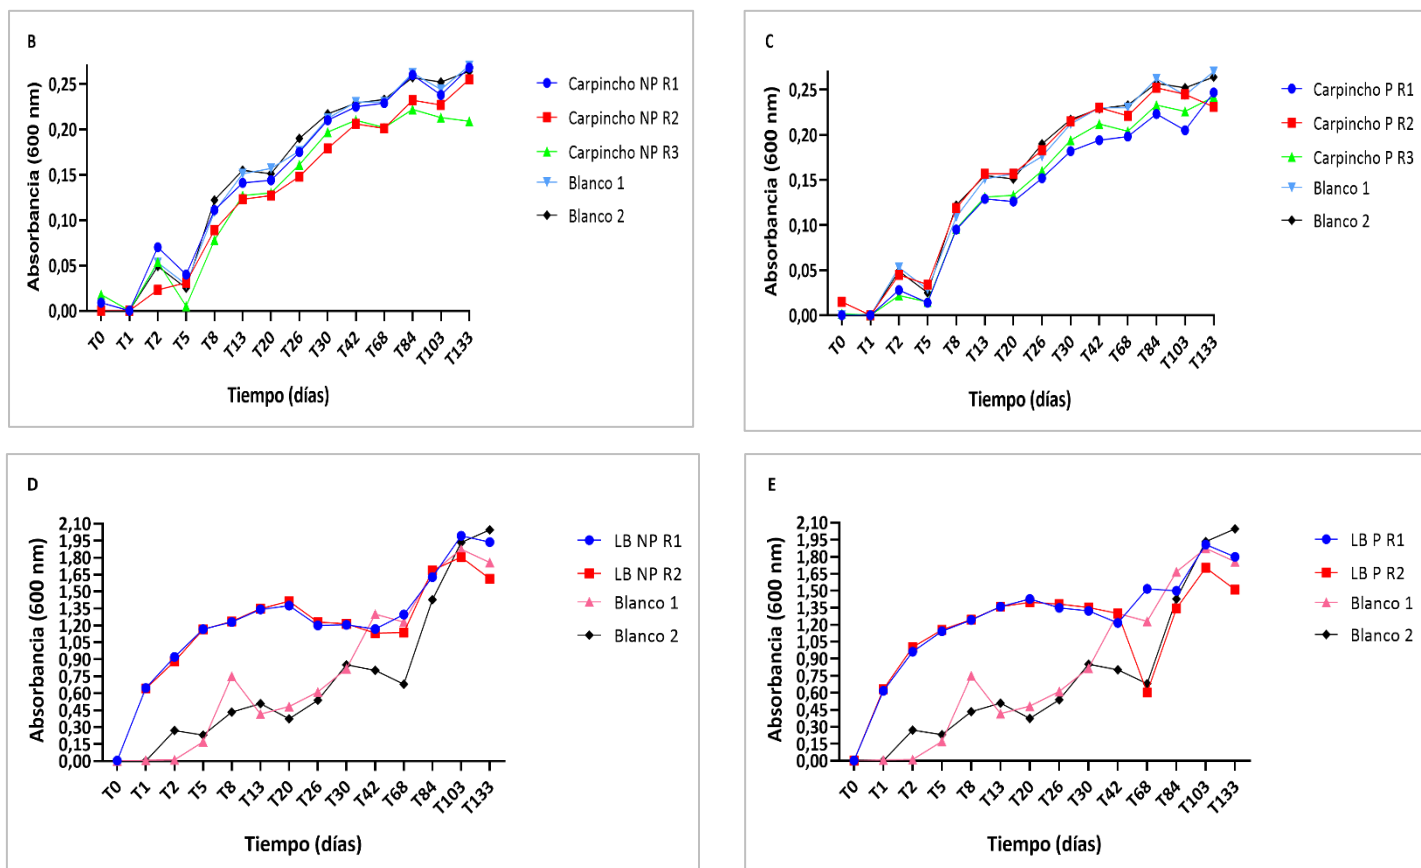 B
Absorbancia (600 nm)
0,25
0,20
0,15
0,10
0,05
0,00
T0 T1 T2 T5 T8 T13 T20 T26 T30 T42 T68 T84 T103 T133
Tiempo (días)
Carpincho NP R1
Carpincho NP R2
Carpincho NP R3
Blanco 1
Blanco 2
C
Absorbancia (600 nm)
0,25
0,20
0,15
0,10
0,05
0,00
T0 T1 T2 T5 T8 T13 T20 T26 T30 T42 T68 T84 T103 T133
Tiempo (días)
Carpincho P R1
Carpincho P R2
Carpincho P R3
Blanco 1
Blanco 2
D
Absorbancia (600 nm)
2,10
1,95
1,80
1,65
1,50
1,35
1,20
1,05
0,90
0,75
0,60
0,45
0,30
0,15
0,00
T0 T1 T2 T5 T8 T13 T20 T26 T30 T42 T68 T84 T103 T133
Tiempo (días)
LB NP R1
LB NP R2
Blanco 1
Blanco 2
E
Absorbancia (600 nm)
2,10
1,95
1,80
1,65
1,50
1,35
1,20
1,05
0,90
0,75
0,60
0,45
0,30
0,15
0,00
T0 T1 T2 T5 T8 T13 T20 T26 T30 T42 T68 T84 T103 T133
Tiempo (días)
LB P R1
LB P R2
Blanco 1
Blanco 2